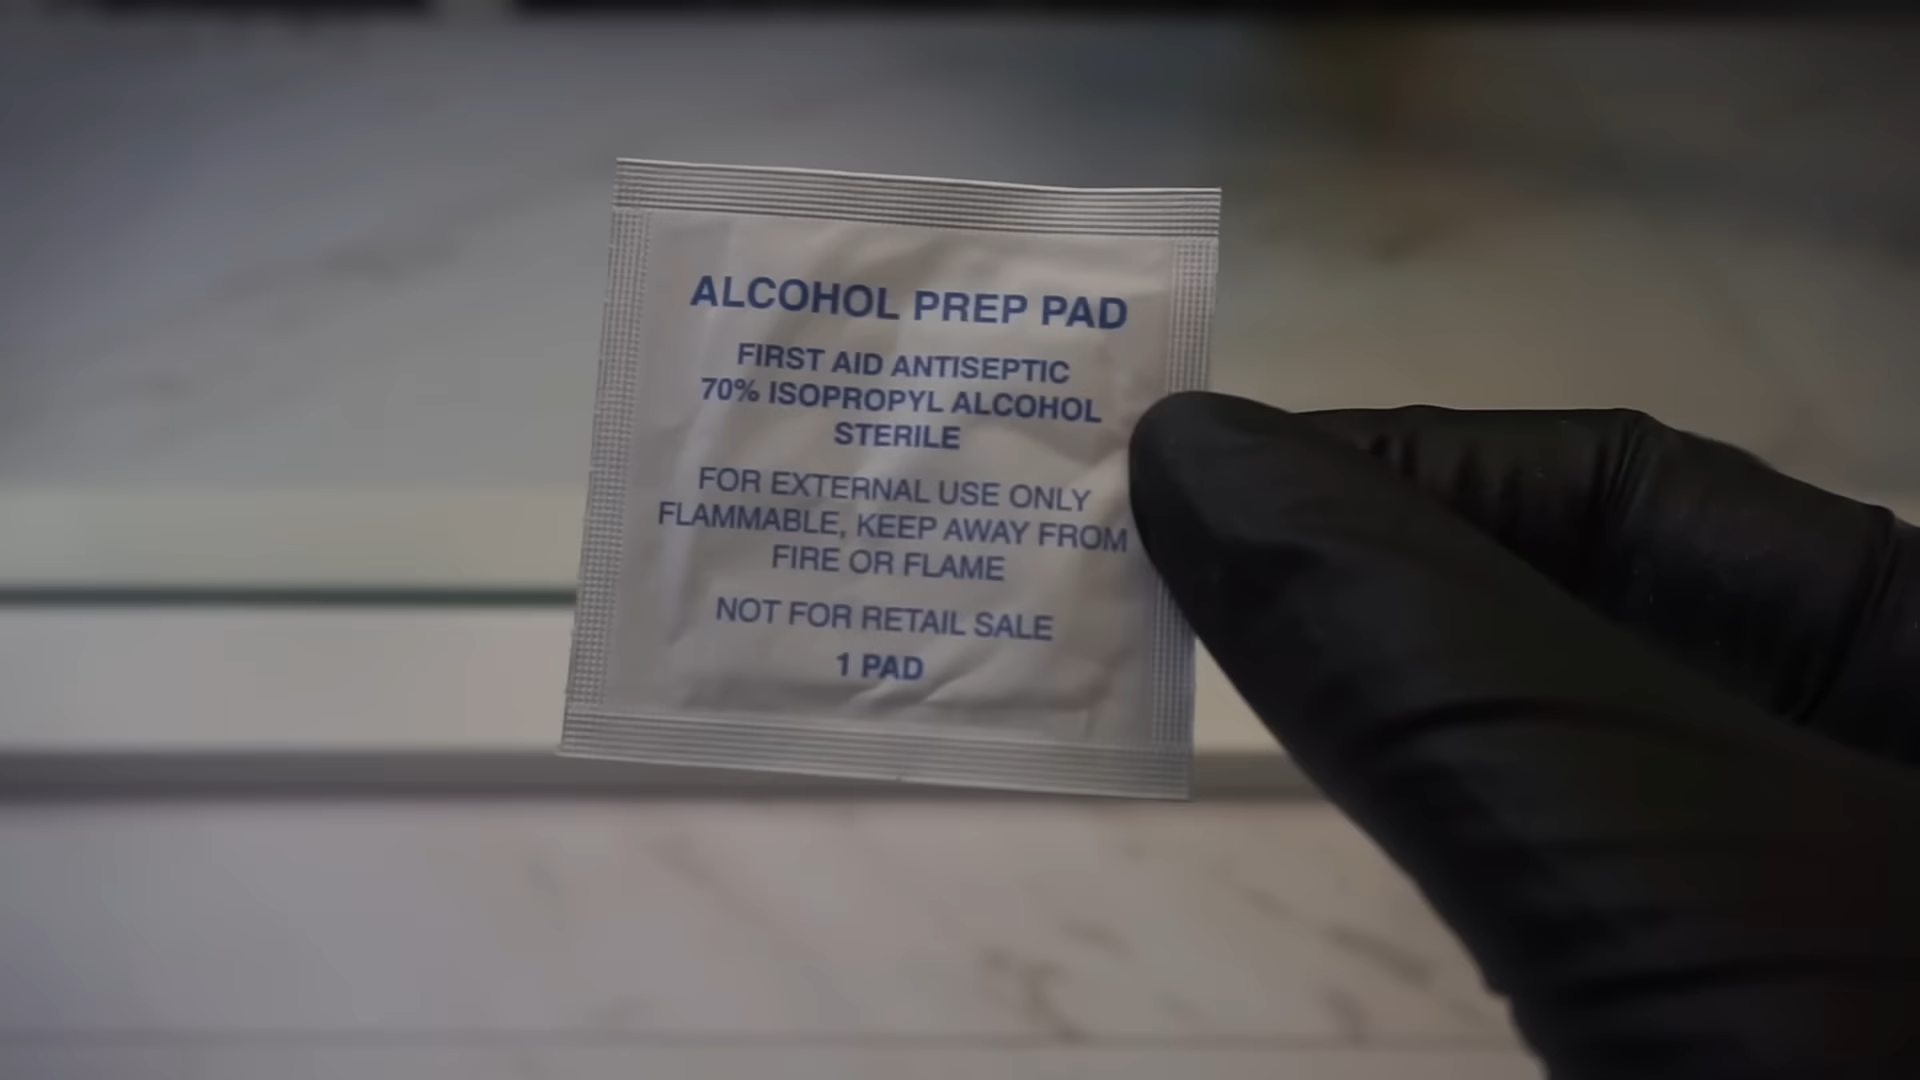 ALCOHOL PREP PAD
FIRST AID ANTISEPTIC
70% ISOPROPYL ALCOHOL
STERILE
FOR EXTERNAL USE ONLY
FLAMMABLE, KEEP AWAY FROM
FIRE OR FLAME
NOT FOR RETAIL SALE
1 PAD